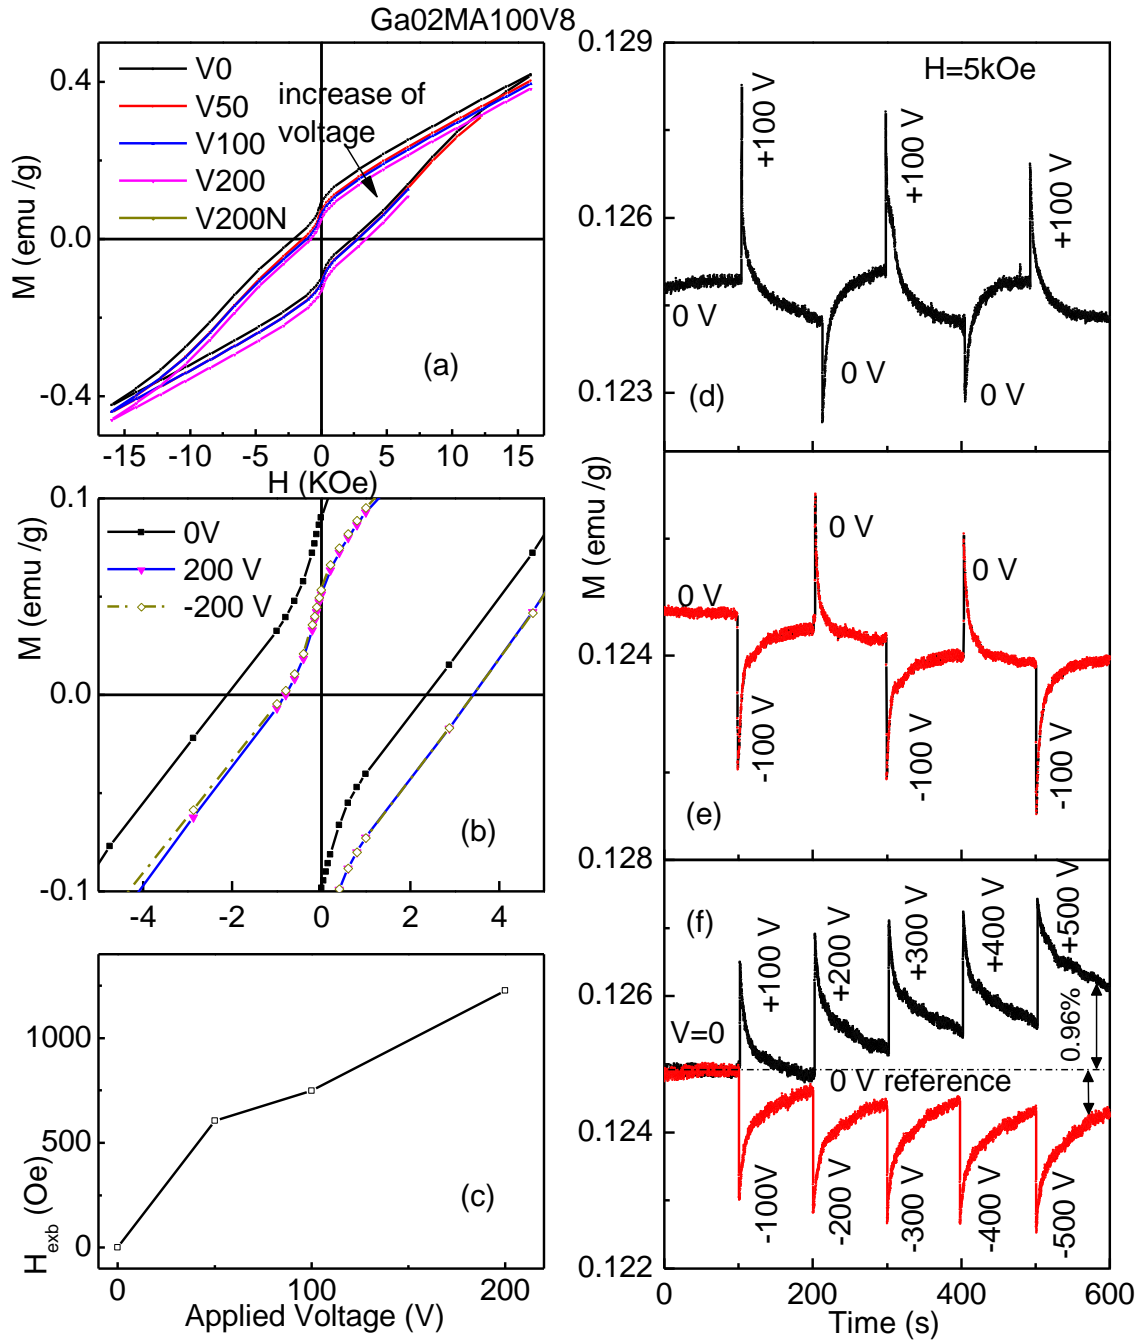 Ga02MA100V8
M (emu /g)
0.4
0.0
-0.4
V0
V50
V100
V200
V200N
increase of
voltage
(a)
-15 -10 -5 0 5 10 15
H (KOe)
M (emu /g)
0.1
0.0
-0.1
0V
200 V
-200 V
(b)
-4 -2 0 2 4
H_exb (Oe)
1000
500
0
(c)
0 100 200
Applied Voltage (V)
0.129
0.126
0.123
H=5kOe
+100 V
+100 V
+100 V
0 V
0 V
0 V
(d)
M (emu /g)
0.124
0 V
0 V
0 V
-100 V
-100 V
-100 V
(e)
0.128
0.126
0.124
0.122
(f)
+100 V
+200 V
+300 V
+400 V
+500 V
V=0
0.96%
0 V reference
-100V
-200 V
-300 V
-400 V
-500 V
0 200 400 600
Time (s)